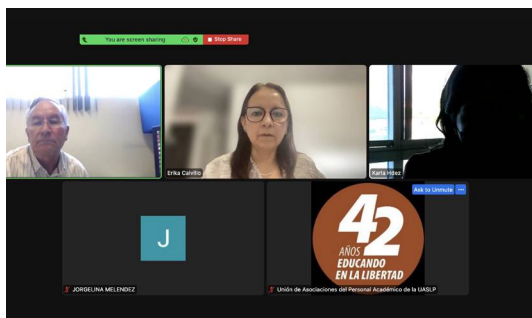 You are screen sharing
Stop Share
Erika Calvillo
Karla Hdez
Ask to Unmute
J
42
AÑOS
EDUCANDO
EN LA LIBERTAD
JORGELINA MELENDEZ
Unión de Asociaciones del Personal Académico de la UASLP